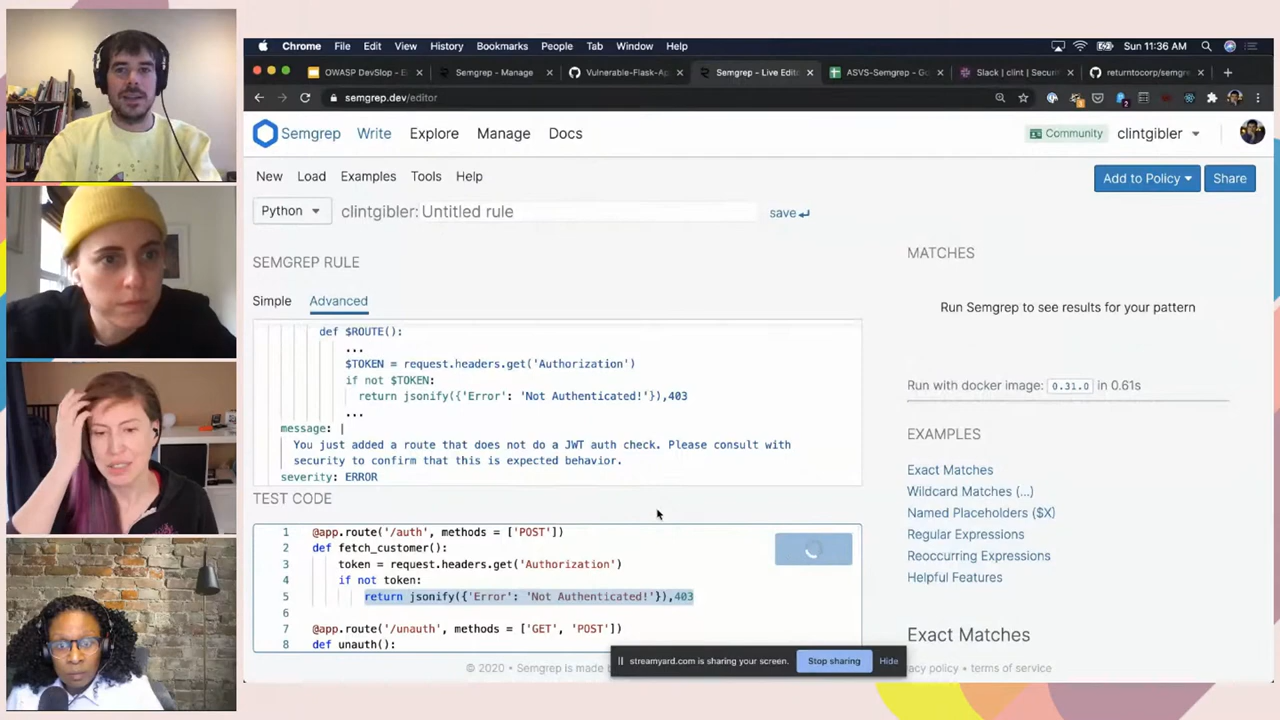 Chrome File Edit View History Bookmarks People Tab Window Help Sun 11:36 AM
OWASP DevSlop - E Semgrep - Manage Vulnerable-Flask-Ap Semgrep - Live Edit ASVS-Semgrep - Go Slack | clint | Secur returntocorp/semgre
semgrep.dev/editor
Semgrep Write Explore Manage Docs Community clintgibler
New Load Examples Tools Help Add to Policy Share
Python clintgibler: Untitled rule save
SEMGREP RULE
Simple Advanced
def $ROUTE():
...
$TOKEN = request.headers.get('Authorization')
if not $TOKEN:
return jsonify({'Error': 'Not Authenticated!'}),403
...
message: |
You just added a route that does not do a JWT auth check. Please consult with
security to confirm that this is expected behavior.
severity: ERROR
TEST CODE
1 @app.route('/auth', methods = ['POST'])
2 def fetch_customer():
3 token = request.headers.get('Authorization')
4 if not token:
5 return jsonify({'Error': 'Not Authenticated!'}),403
6
7 @app.route('/unauth', methods = ['GET', 'POST'])
8 def unauth():
MATCHES
Run Semgrep to see results for your pattern
Run with docker image: 0.31.0 in 0.61s
EXAMPLES
Exact Matches
Wildcard Matches (...)
Named Placeholders ($X)
Regular Expressions
Reoccurring Expressions
Helpful Features
Exact Matches
© 2020 • Semgrep is made b
acy policy • terms of service
streamyard.com is sharing your screen. Stop sharing Hide